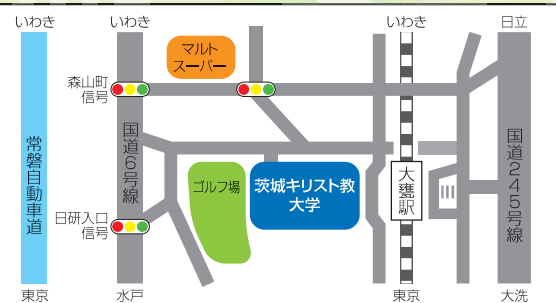 いわき
いわき
いわき
日立
マルト
スーパー
森山町
信号
常磐自動車道
国道6号線
ゴルフ場
茨城キリスト教
大学
大甕駅
国道245号線
日研入口
信号
東京
水戸
東京
大洗